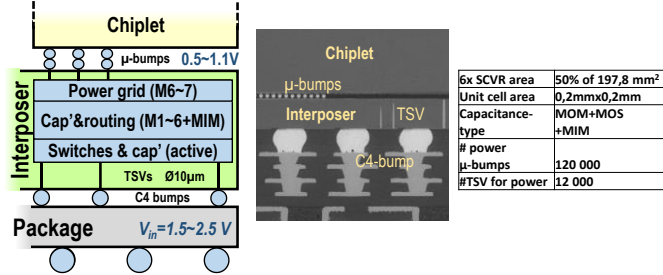 Chiplet
μ-bumps 0.5~1.1V
Interposer
Power grid (M6~7)
Cap'&routing (M1~6+MIM)
Switches & cap' (active)
TSVs Ø10μm
C4 bumps
Package V_in=1.5~2.5 V
Chiplet
μ-bumps
Interposer TSV
C4-bump
6x SCVR area 50% of 197,8 mm²
Unit cell area 0,2mmx0,2mm
Capacitance- MOM+MOS
type +MIM
# power
μ-bumps 120 000
#TSV for power 12 000